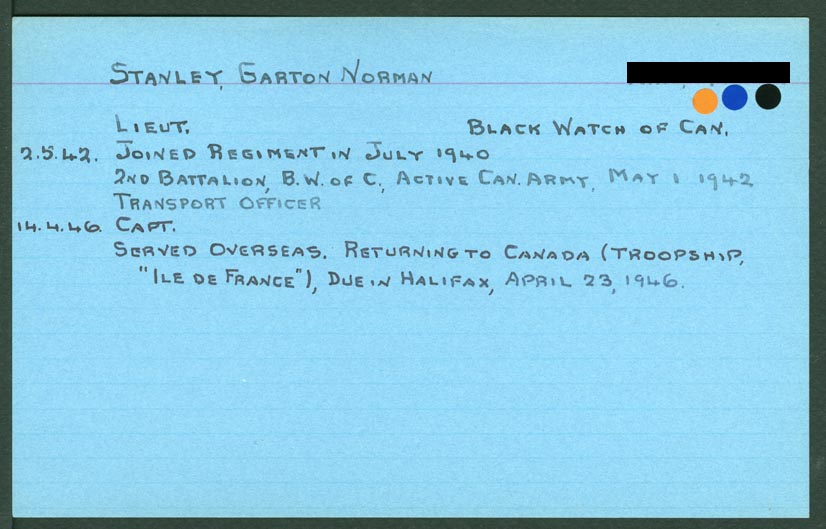 STANLEY, GARTON NORMAN
LIEUT. BLACK WATCH OF CAN.
2.5.42. JOINED REGIMENT IN JULY 1940
2ND BATTALION, B.W. OF C., ACTIVE CAN. ARMY, MAY 1 1942
TRANSPORT OFFICER
14.4.46. CAPT.
SERVED OVERSEAS. RETURNING TO CANADA (TROOPSHIP,
"ILE DE FRANCE"), DUE IN HALIFAX, APRIL 23, 1946.